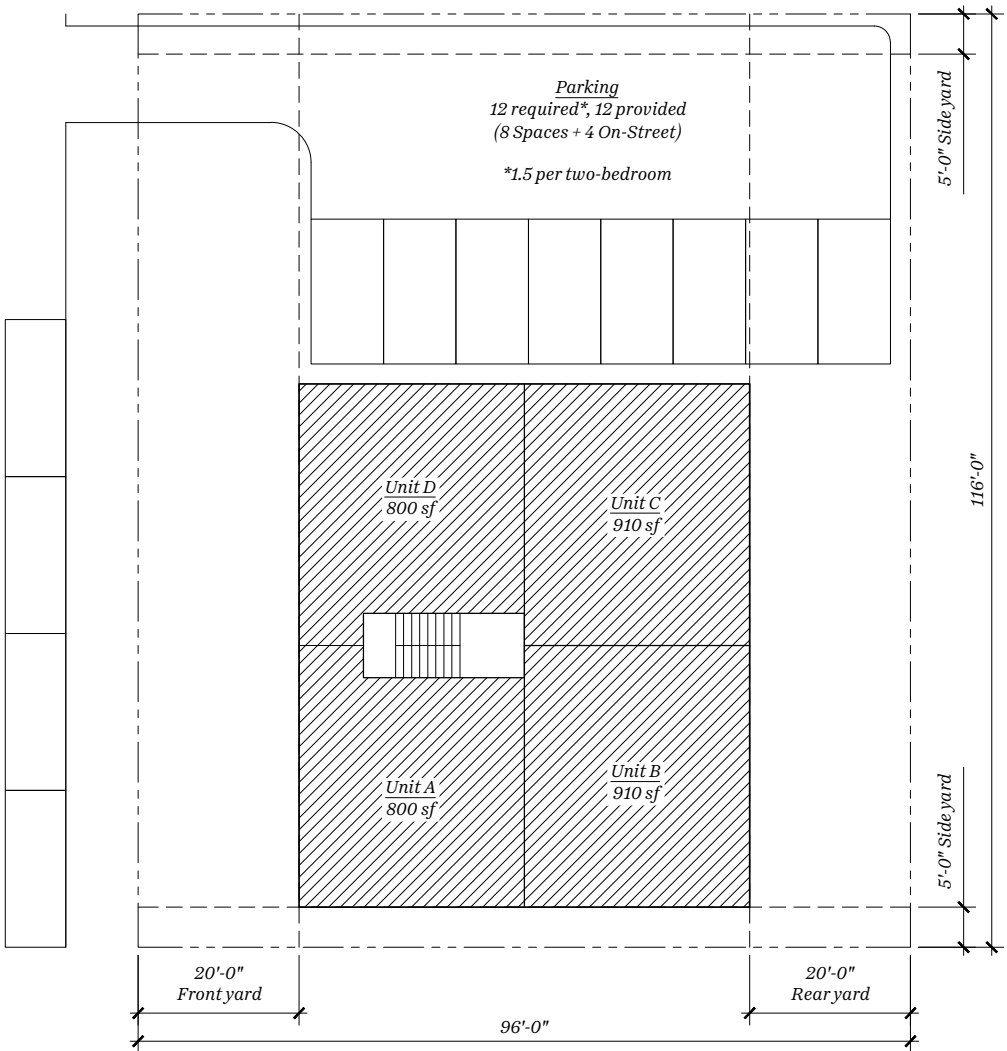 Parking
12 required*, 12 provided
(8 Spaces + 4 On-Street)
*1.5 per two-bedroom
5'-0" Side yard
116'-0"
Unit D
800 sf
Unit C
910 sf
Unit A
800 sf
Unit B
910 sf
5'-0" Side yard
20'-0"
Front yard
20'-0"
Rear yard
96'-0"